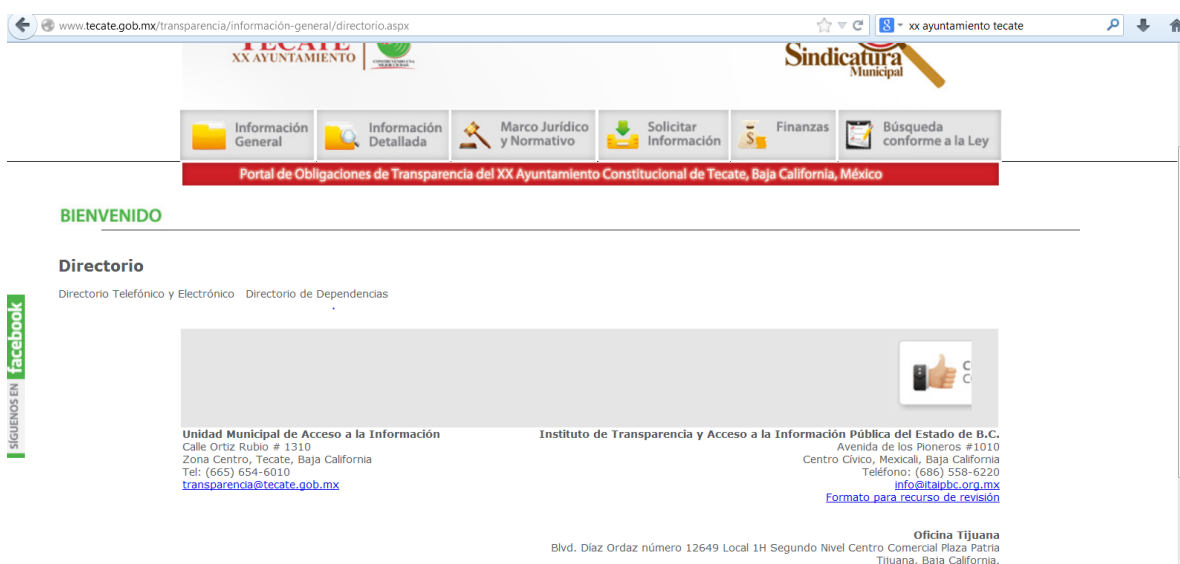 www.tecate.gob.mx/transparencia/información-general/directorio.aspx
xx ayuntamiento tecate
TECATE
XX AYUNTAMIENTO
Sindicatura
Municipal
Información
General
Información
Detallada
Marco Jurídico
y Normativo
Solicitar
Información
Finanzas
Búsqueda
conforme a la Ley
Portal de Obligaciones de Transparencia del XX Ayuntamiento Constitucional de Tecate, Baja California, México
BIENVENIDO
Directorio
Directorio Telefónico y Electrónico Directorio de Dependencias
SÍGUENOS EN facebook
Unidad Municipal de Acceso a la Información
Calle Ortiz Rubio # 1310
Zona Centro, Tecate, Baja California
Tel: (665) 654-6010
transparencia@tecate.gob.mx
Instituto de Transparencia y Acceso a la Información Pública del Estado de B.C.
Avenida de los Pioneros #1010
Centro Cívico, Mexicali, Baja California
Teléfono: (686) 558-6220
info@itaipbc.org.mx
Formato para recurso de revisión
Oficina Tijuana
Blvd. Díaz Ordaz número 12649 Local 1H Segundo Nivel Centro Comercial Plaza Patria
Tijuana, Baja California.